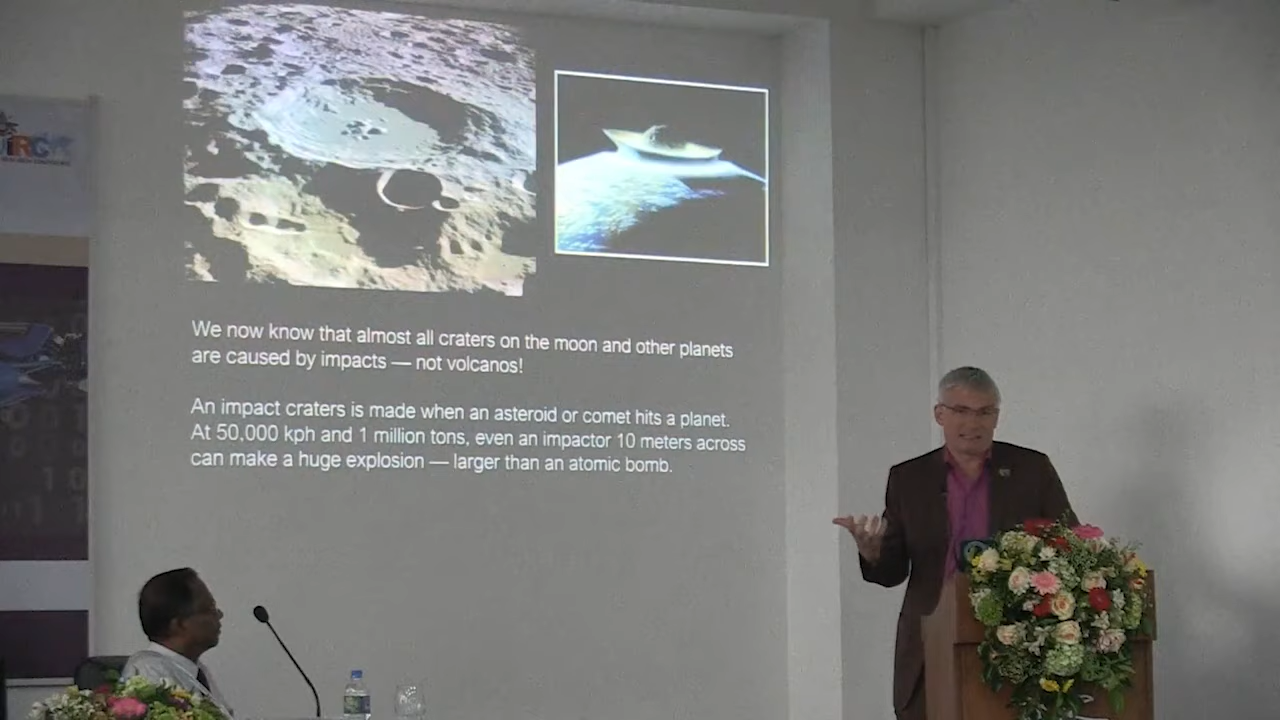 iRC
We now know that almost all craters on the moon and other planets
are caused by impacts — not volcanos!
An impact craters is made when an asteroid or comet hits a planet.
At 50,000 kph and 1 million tons, even an impactor 10 meters across
can make a huge explosion — larger than an atomic bomb.